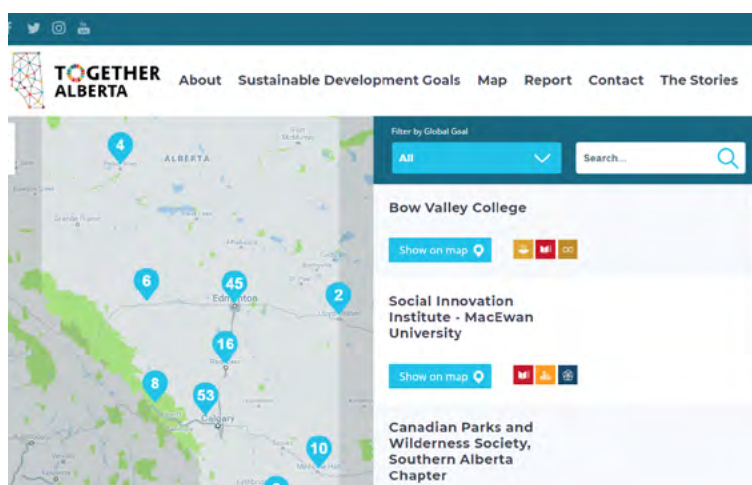 TOGETHER
ALBERTA
About Sustainable Development Goals Map Report Contact The Stories
Filter by Global Goal
All
Search...
4
ALBERTA
Bow Valley College
Show on map
6
45
Edmonton
2
16
Social Innovation
Institute - MacEwan
University
Show on map
8
53
Calgary
10
Canadian Parks and
Wilderness Society,
Southern Alberta
Chapter